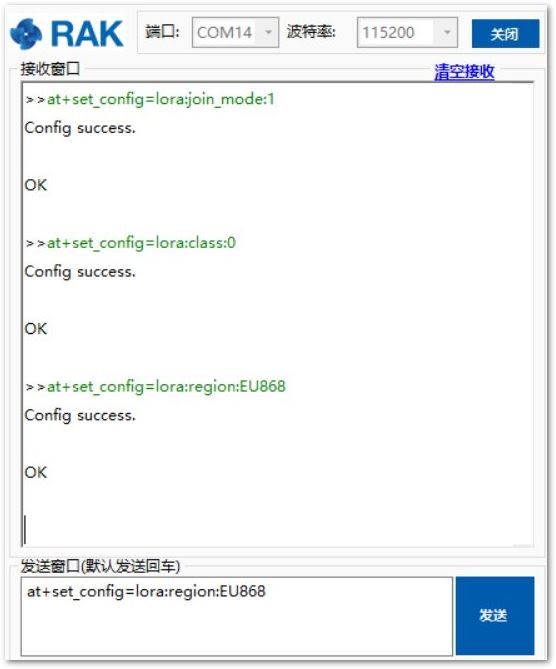 RAK 端口: COM14 波特率: 115200 关闭
接收窗口 清空接收
>>at+set_config=lora:join_mode:1
Config success.
OK
>>at+set_config=lora:class:0
Config success.
OK
>>at+set_config=lora:region:EU868
Config success.
OK
发送窗口(默认发送回车)
at+set_config=lora:region:EU868
发送